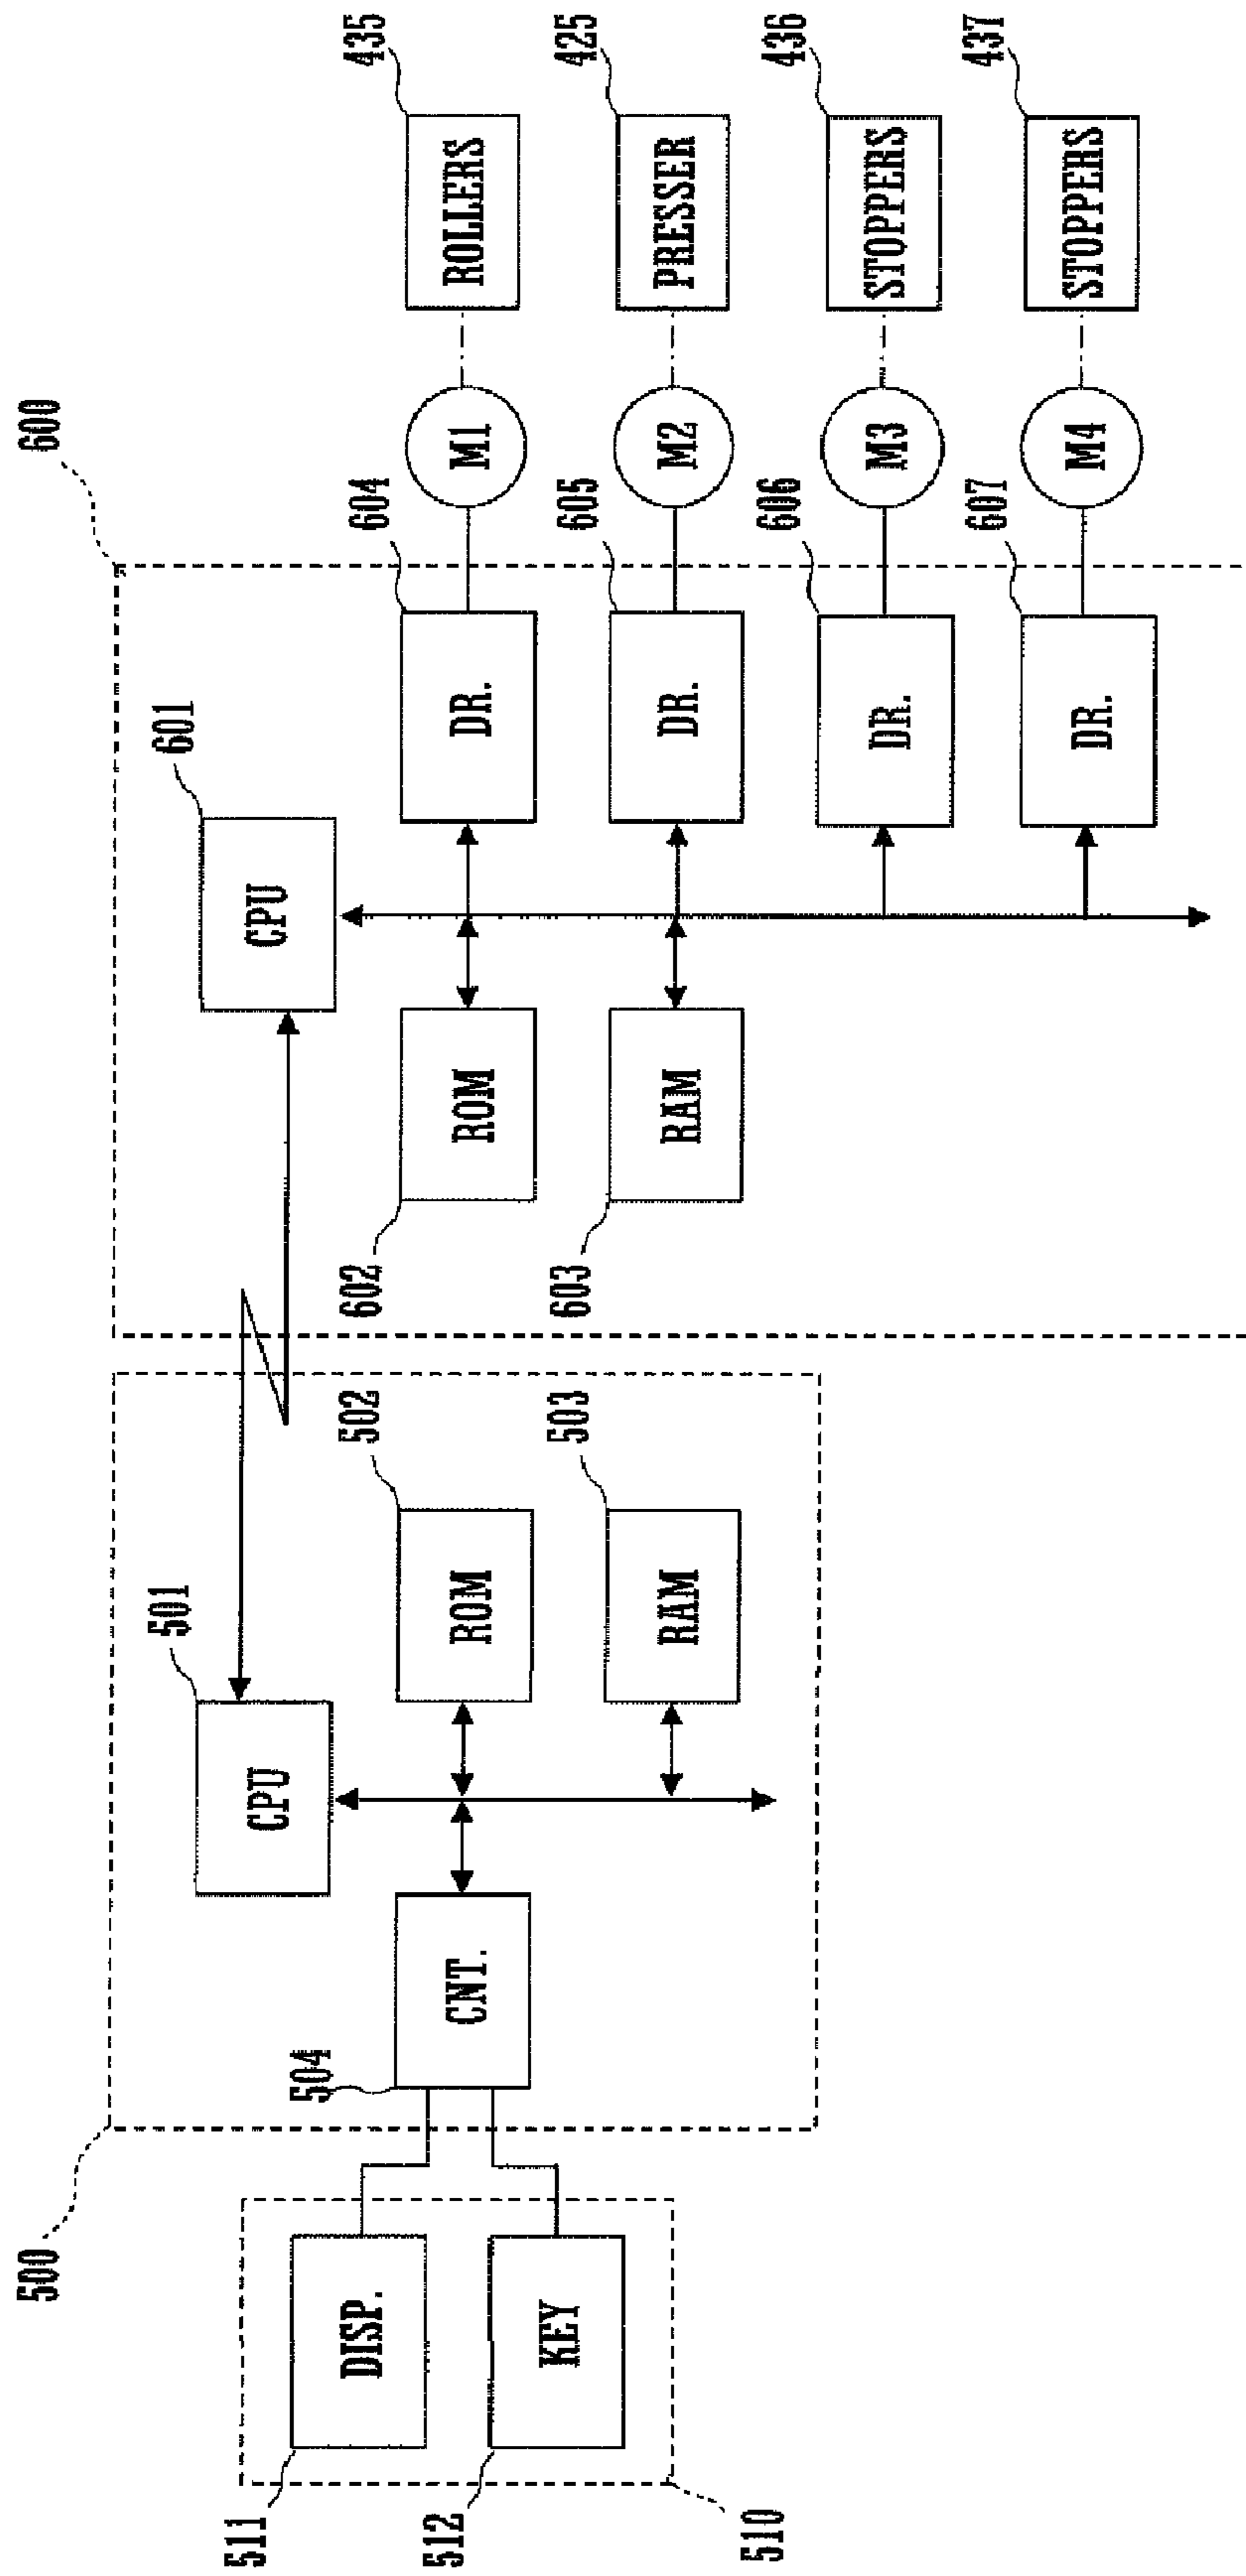 500
600
501
CPU
601
CPU
511
DISP.
504
CNT.
502
ROM
602
ROM
604
DR.
M1
ROLLERS
435
512
KEY
503
RAM
603
RAM
605
DR.
M2
PRESSER
425
510
606
DR.
M3
STOPPERS
436
607
DR.
M4
STOPPERS
437